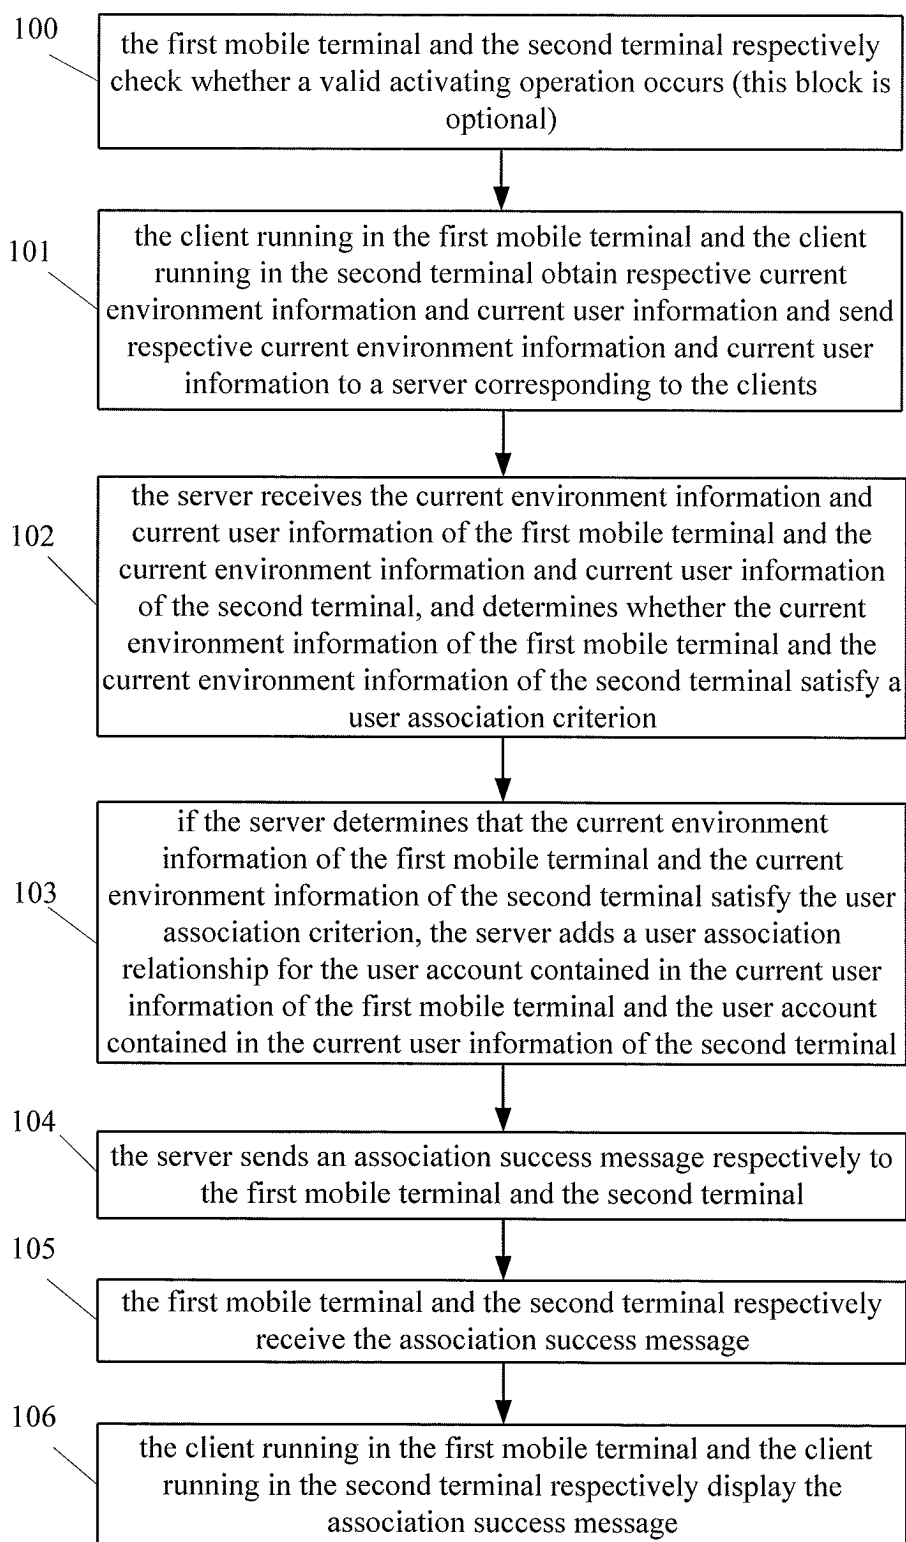 100
the first mobile terminal and the second terminal respectively
check whether a valid activating operation occurs (this block is
optional)
101
the client running in the first mobile terminal and the client
running in the second terminal obtain respective current
environment information and current user information and send
respective current environment information and current user
information to a server corresponding to the clients
102
the server receives the current environment information and
current user information of the first mobile terminal and the
current environment information and current user information
of the second terminal, and determines whether the current
environment information of the first mobile terminal and the
current environment information of the second terminal satisfy a
user association criterion
103
if the server determines that the current environment
information of the first mobile terminal and the current
environment information of the second terminal satisfy the user
association criterion, the server adds a user association
relationship for the user account contained in the current user
information of the first mobile terminal and the user account
contained in the current user information of the second terminal
104
the server sends an association success message respectively to
the first mobile terminal and the second terminal
105
the first mobile terminal and the second terminal respectively
receive the association success message
106
the client running in the first mobile terminal and the client
running in the second terminal respectively display the
association success message